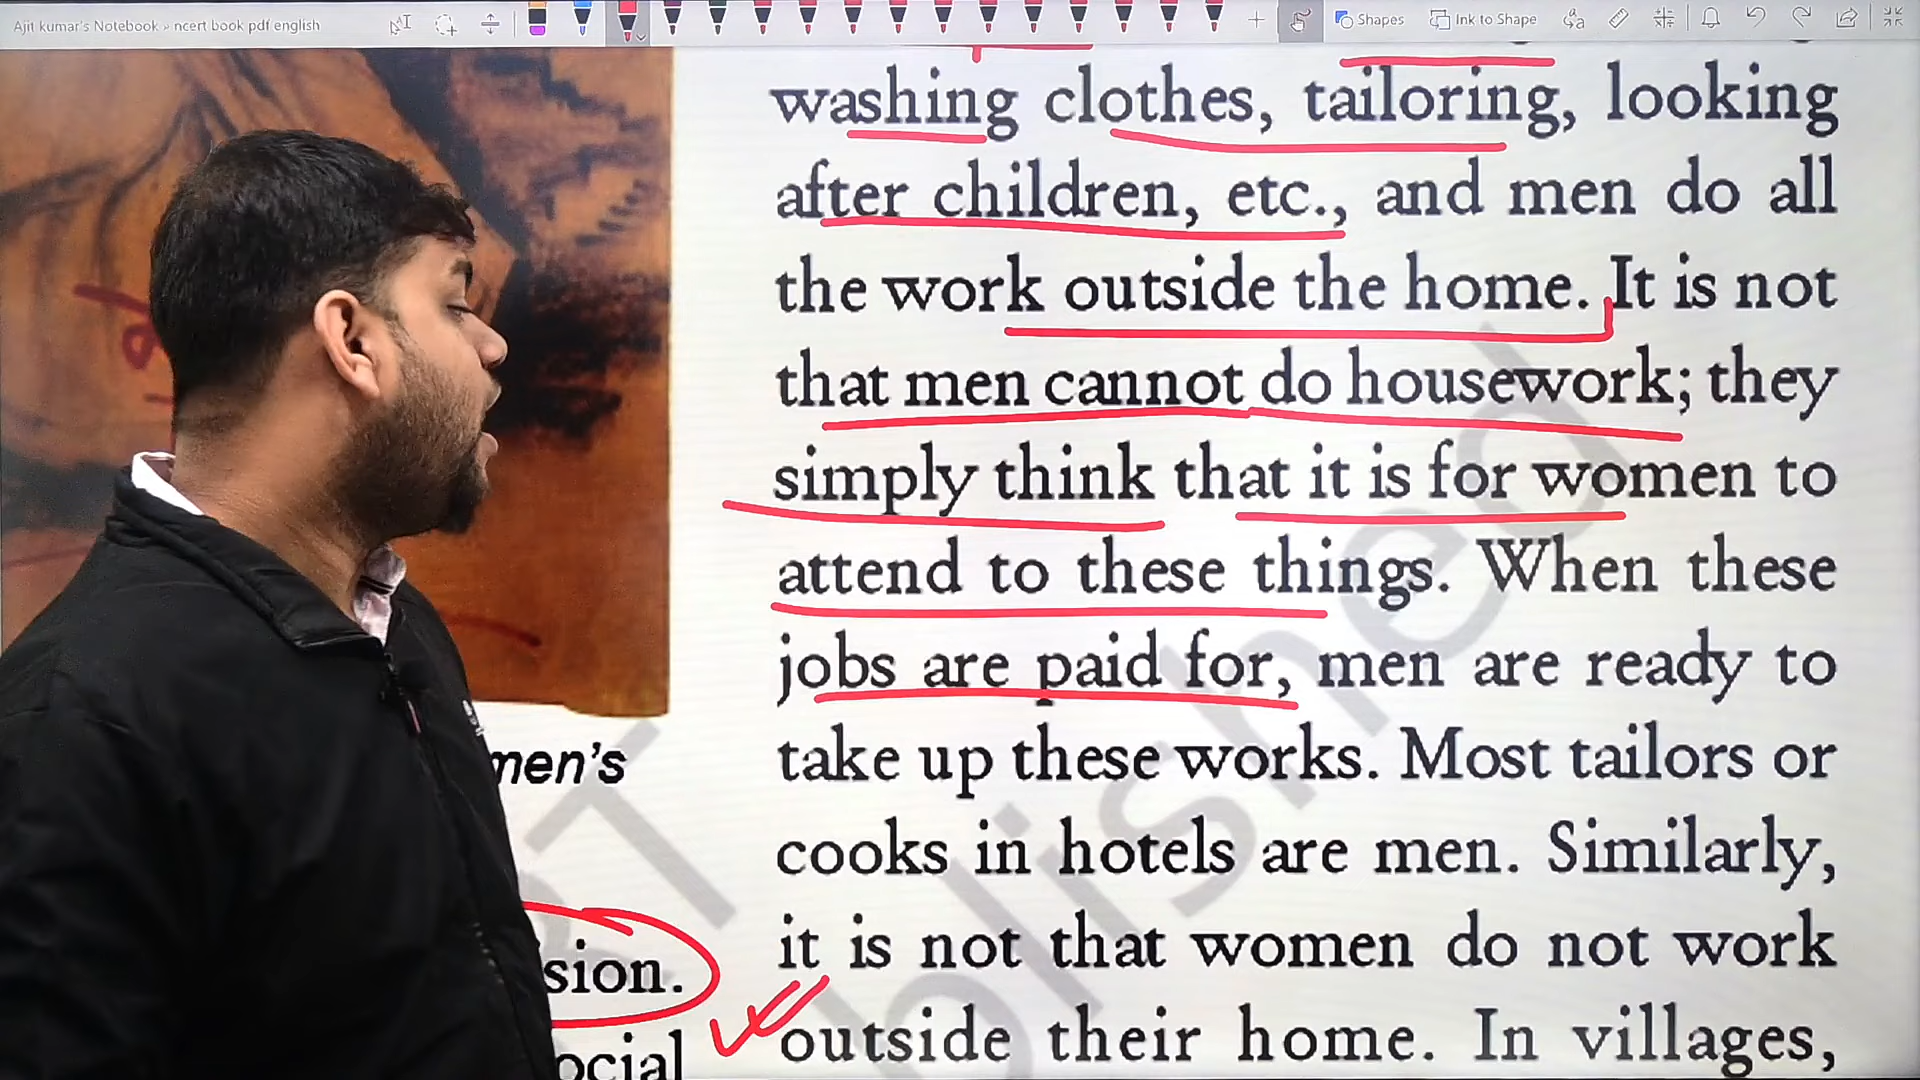 Ajit kumar's Notebook » ncert book pdf english
Shapes
Ink to Shape
washing clothes, tailoring, looking
after children, etc., and men do all
the work outside the home. It is not
that men cannot do housework; they
simply think that it is for women to
attend to these things. When these
jobs are paid for, men are ready to
take up these works. Most tailors or
cooks in hotels are men. Similarly,
it is not that women do not work
outside their home. In villages,
men's
sion.
ocial